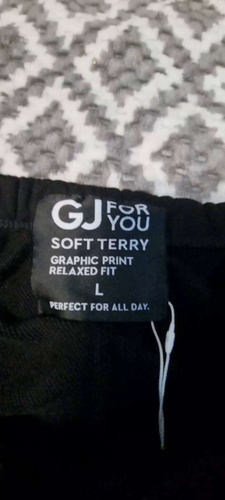 GJ FOR YOU
SOFT TERRY
GRAPHIC PRINT
RELAXED FIT
L
PERFECT FOR ALL DAY.